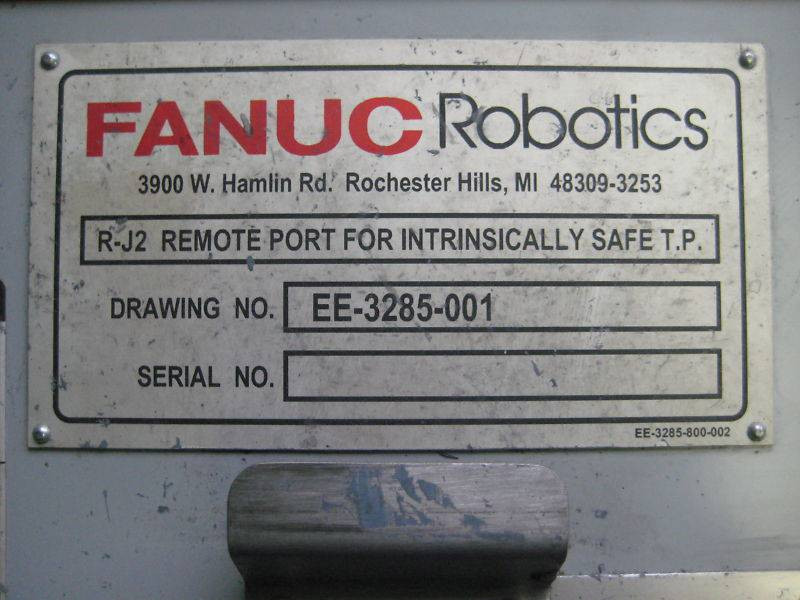 FANUC Robotics
3900 W. Hamlin Rd. Rochester Hills, MI 48309-3253
R-J2 REMOTE PORT FOR INTRINSICALLY SAFE T.P.
DRAWING NO. EE-3285-001
SERIAL NO.
EE-3285-800-002